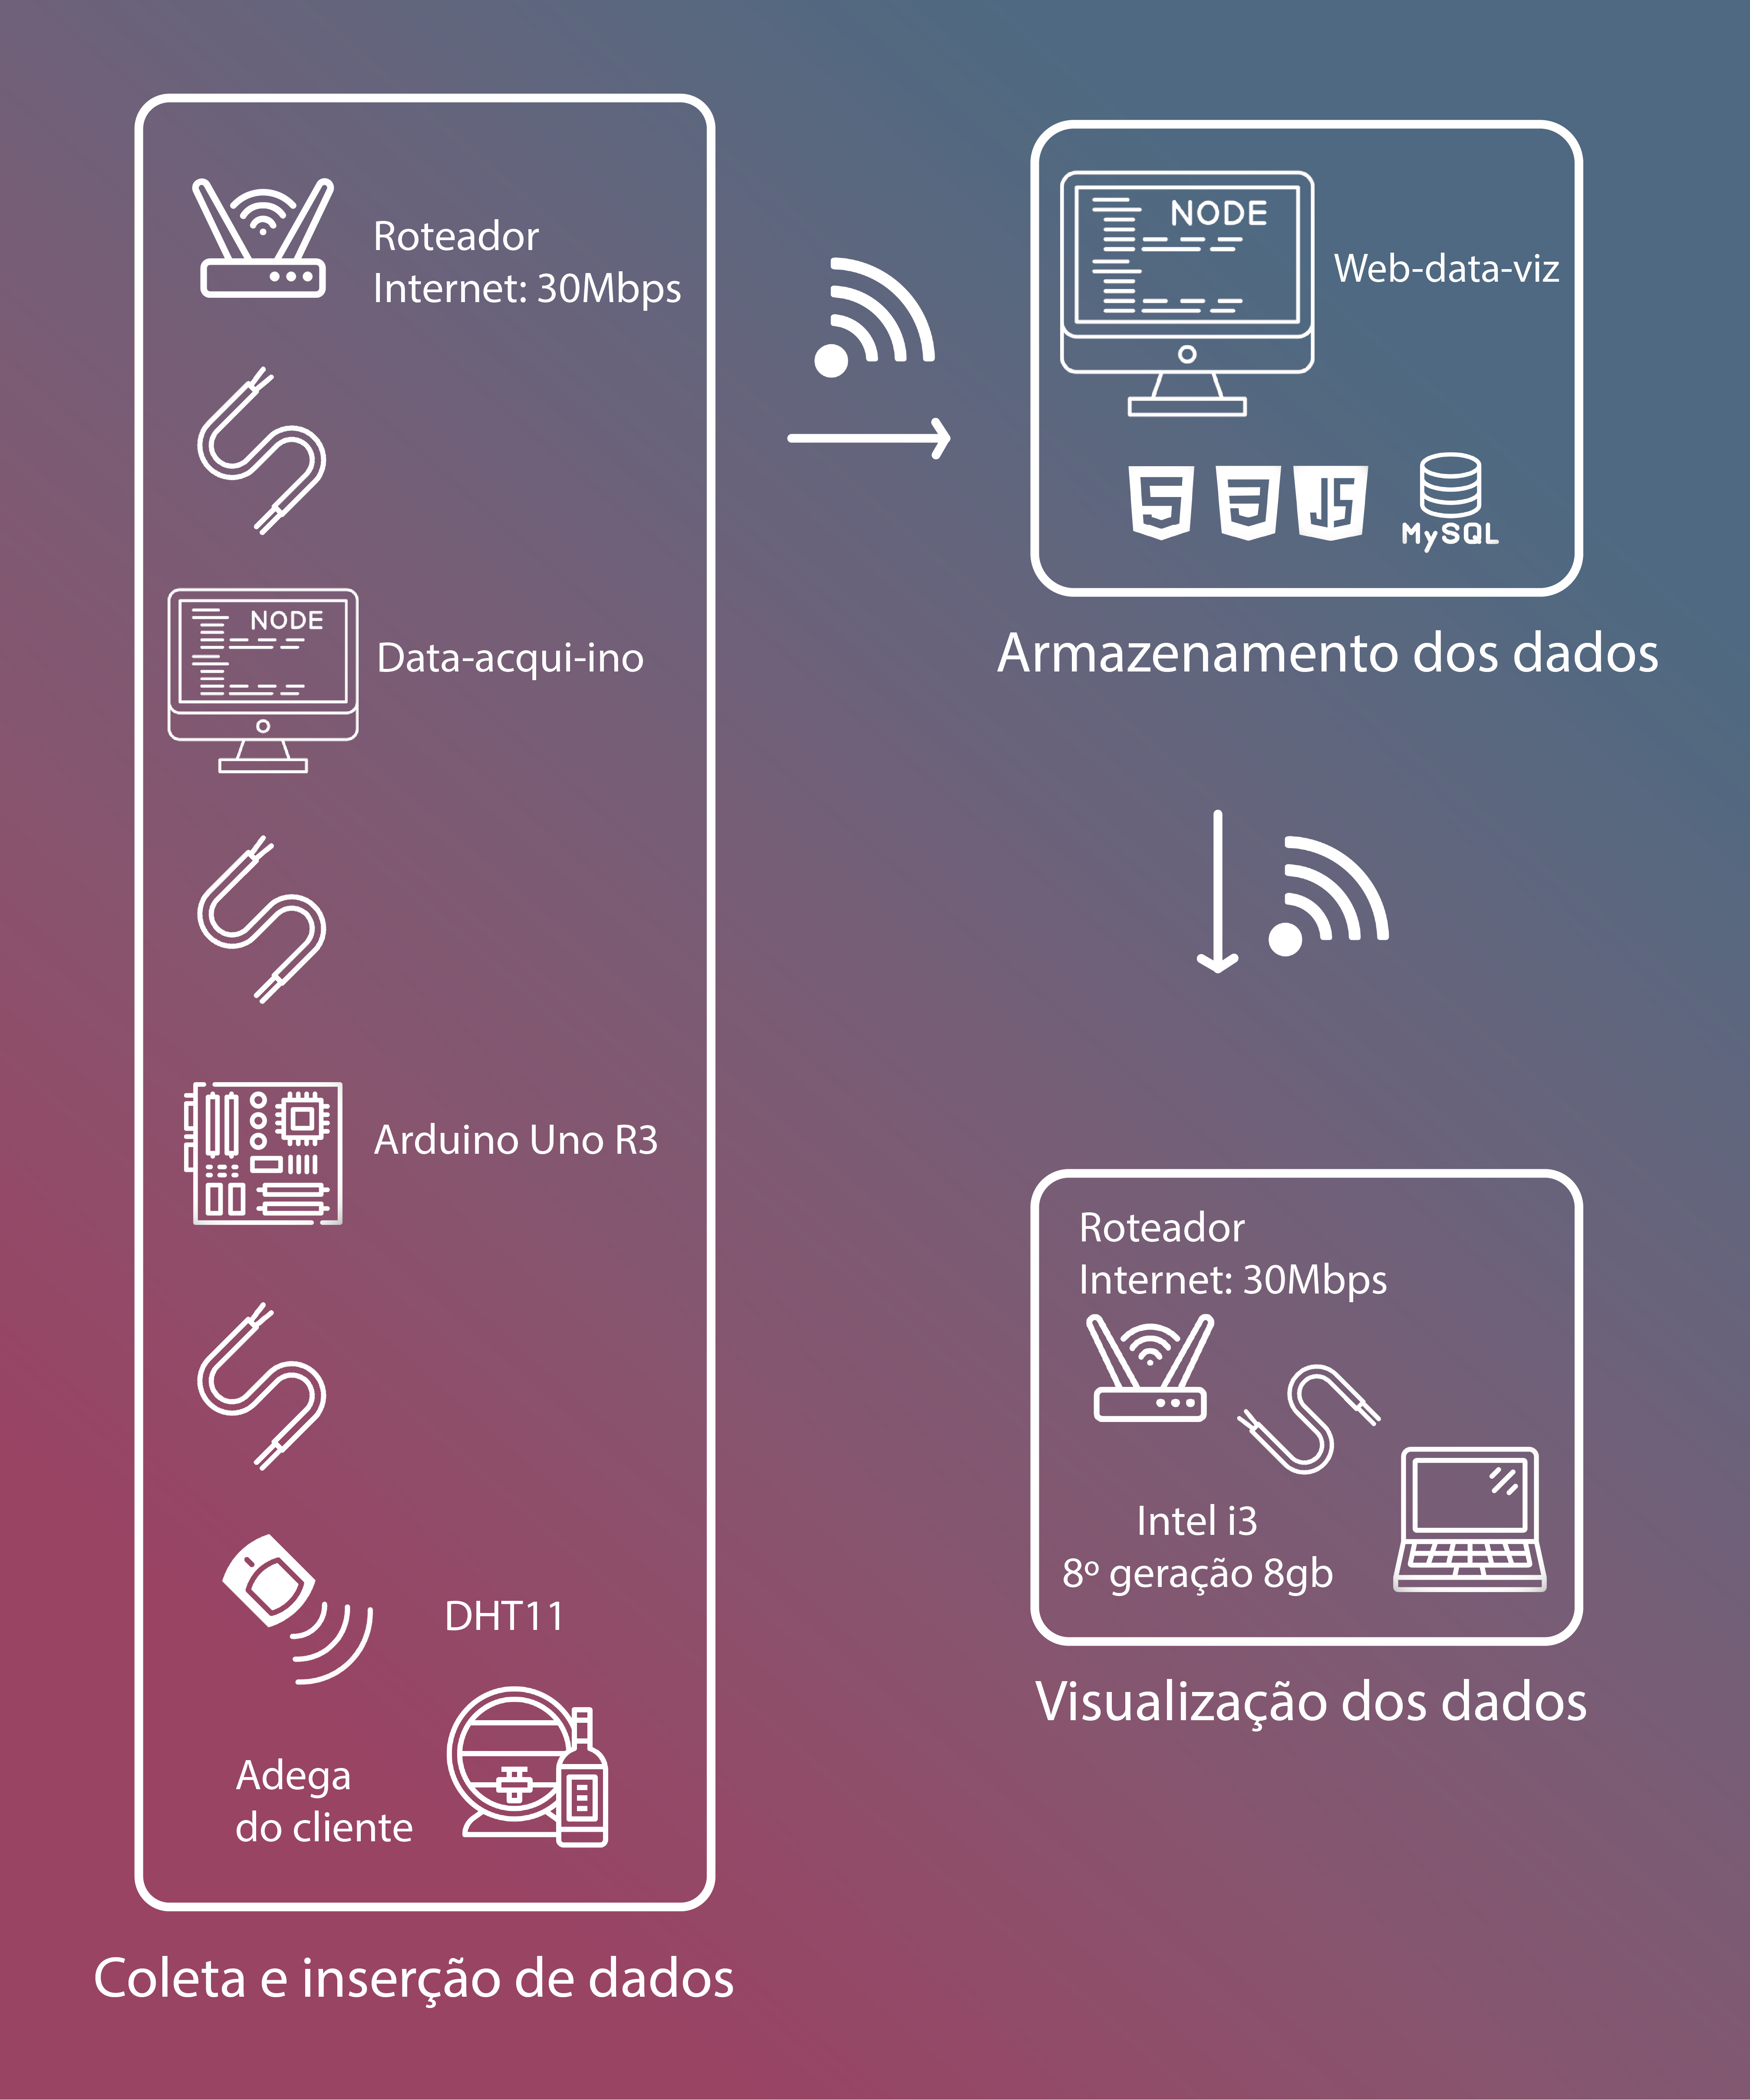 Roteador
Internet: 30Mbps
NODE
Data-acqui-ino
Arduino Uno R3
DHT11
Adega
do cliente
Coleta e inserção de dados
NODE
Web-data-viz
5
3
JS
MySQL
Armazenamento dos dados
Roteador
Internet: 30Mbps
Intel i3
8º geração 8gb
Visualização dos dados